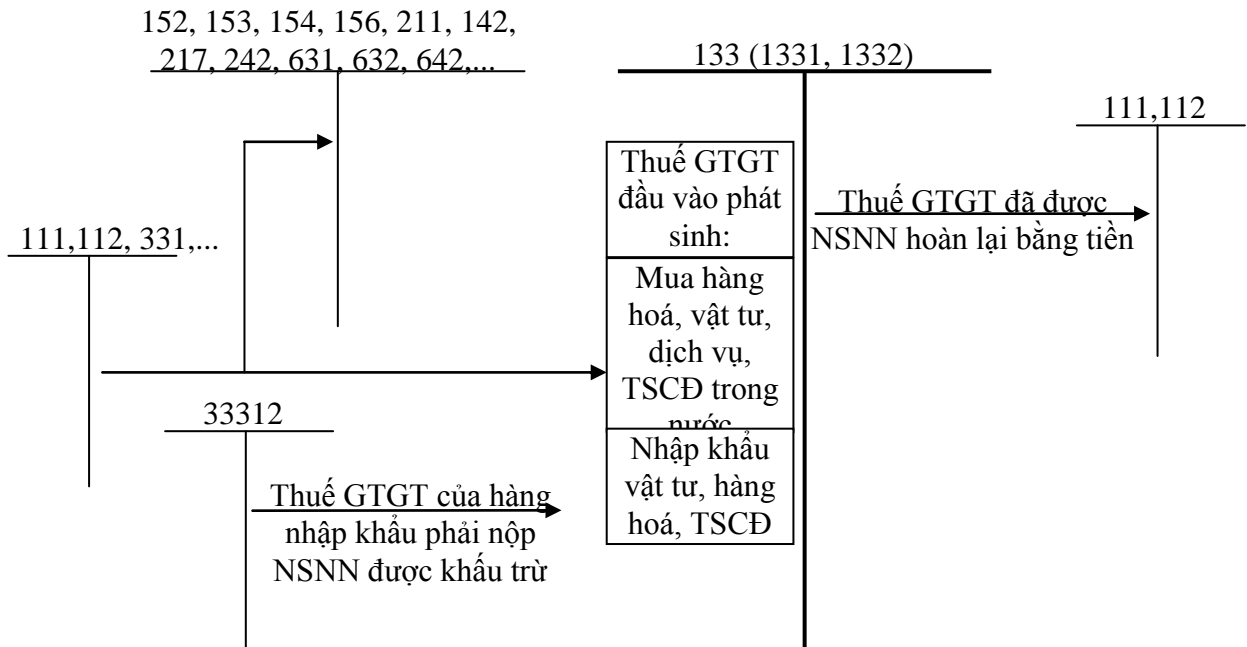 152, 153, 154, 156, 211, 142,
217, 242, 631, 632, 642,...
133 (1331, 1332)
111,112
111,112, 331,...
Thuế GTGT
đầu vào phát
sinh:
Thuế GTGT đã được
NSNN hoàn lại bằng tiền
Mua hàng
hoá, vật tư,
dịch vụ,
TSCĐ trong
nước
33312
Thuế GTGT của hàng
nhập khẩu phải nộp
NSNN được khấu trừ
Nhập khẩu
vật tư, hàng
hoá, TSCĐ